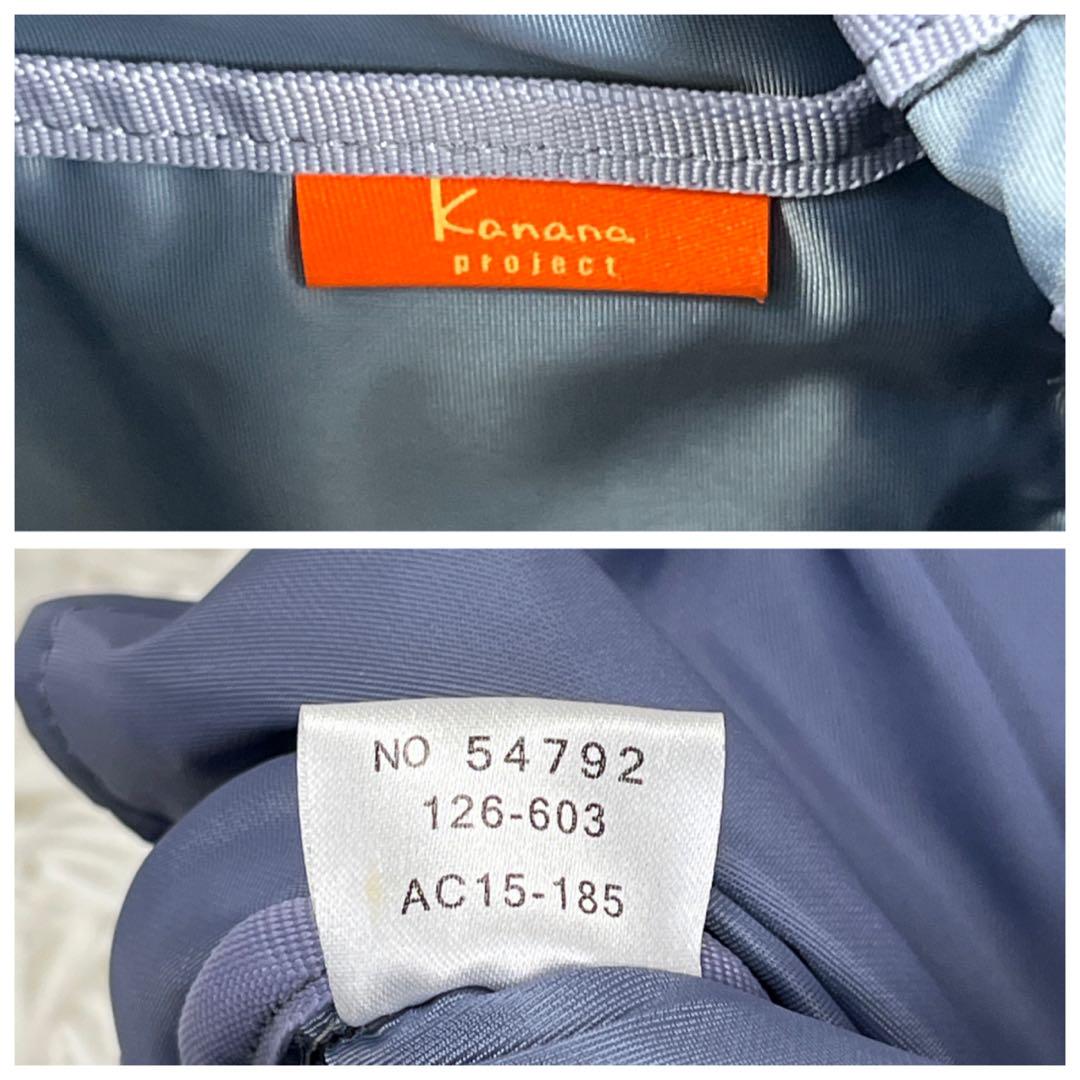 Kanana
project
NO 54792
126-603
AC15-185